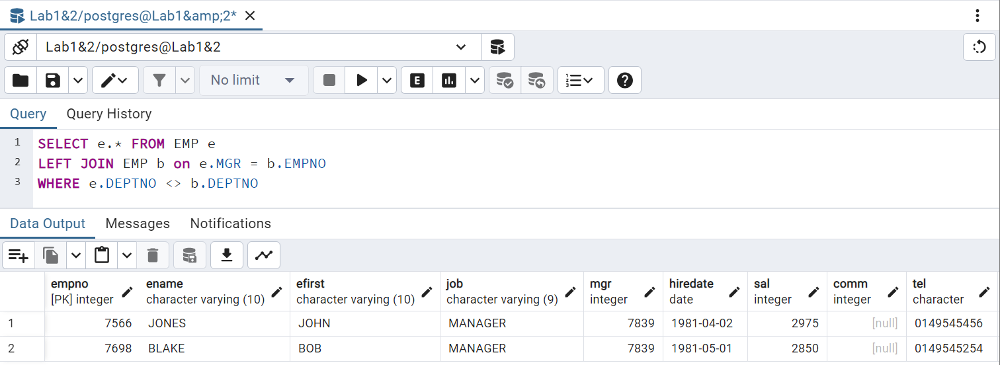 Lab1&2/postgres@Lab1&amp;2*
Lab1&2/postgres@Lab1&2
No limit
E
Query Query History
1 SELECT e.* FROM EMP e
2 LEFT JOIN EMP b on e.MGR = b.EMPNO
3 WHERE e.DEPTNO <> b.DEPTNO
Data Output Messages Notifications
empno ename efirst job mgr hiredate sal comm tel
[PK] integer character varying (10) character varying (10) character varying (9) integer date integer integer character
1 7566 JONES JOHN MANAGER 7839 1981-04-02 2975 [null] 0149545456
2 7698 BLAKE BOB MANAGER 7839 1981-05-01 2850 [null] 0149545254